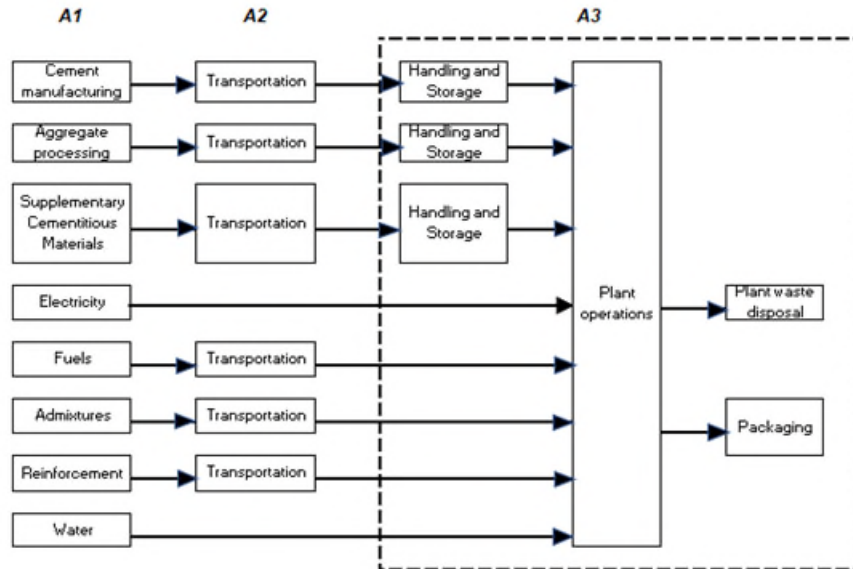 A1
A2
A3
Cement
manufacturing
Transportation
Handling and
Storage
Aggregate
processing
Transportation
Handling and
Storage
Supplementary
Cementitious
Materials
Transportation
Handling and
Storage
Electricity
Plant
operations
Plant waste
disposal
Fuels
Transportation
Admixtures
Transportation
Packaging
Reinforcement
Transportation
Water